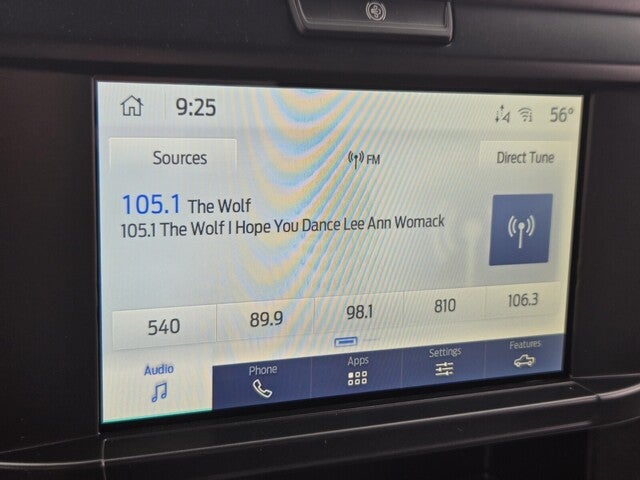 9:25
56°
Sources
FM
Direct Tune
105.1 The Wolf
105.1 The Wolf I Hope You Dance Lee Ann Womack
540
89.9
98.1
810
106.3
Audio
Phone
Apps
Settings
Features